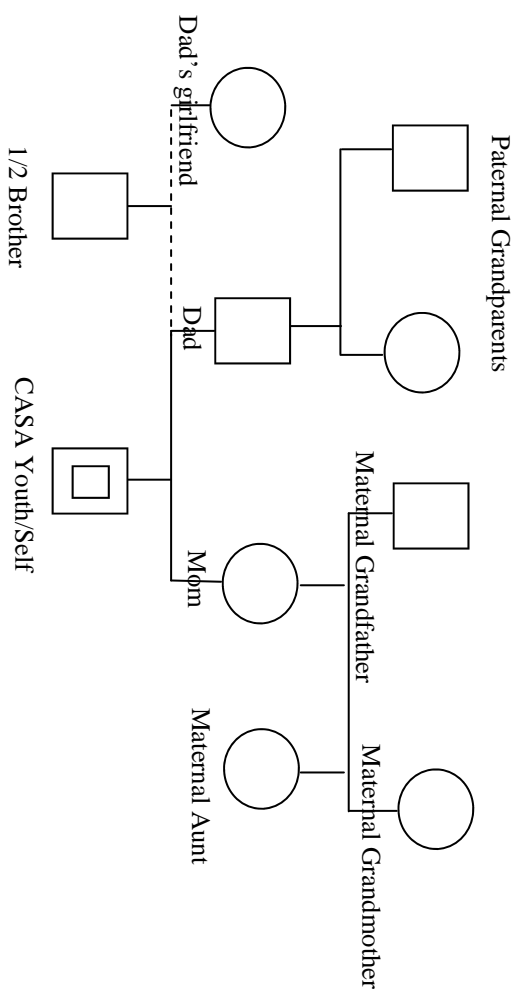 Paternal Grandparents
Maternal Grandfather
Maternal Grandmother
Dad's girlfriend
Dad
Mom
Maternal Aunt
1/2 Brother
CASA Youth/Self